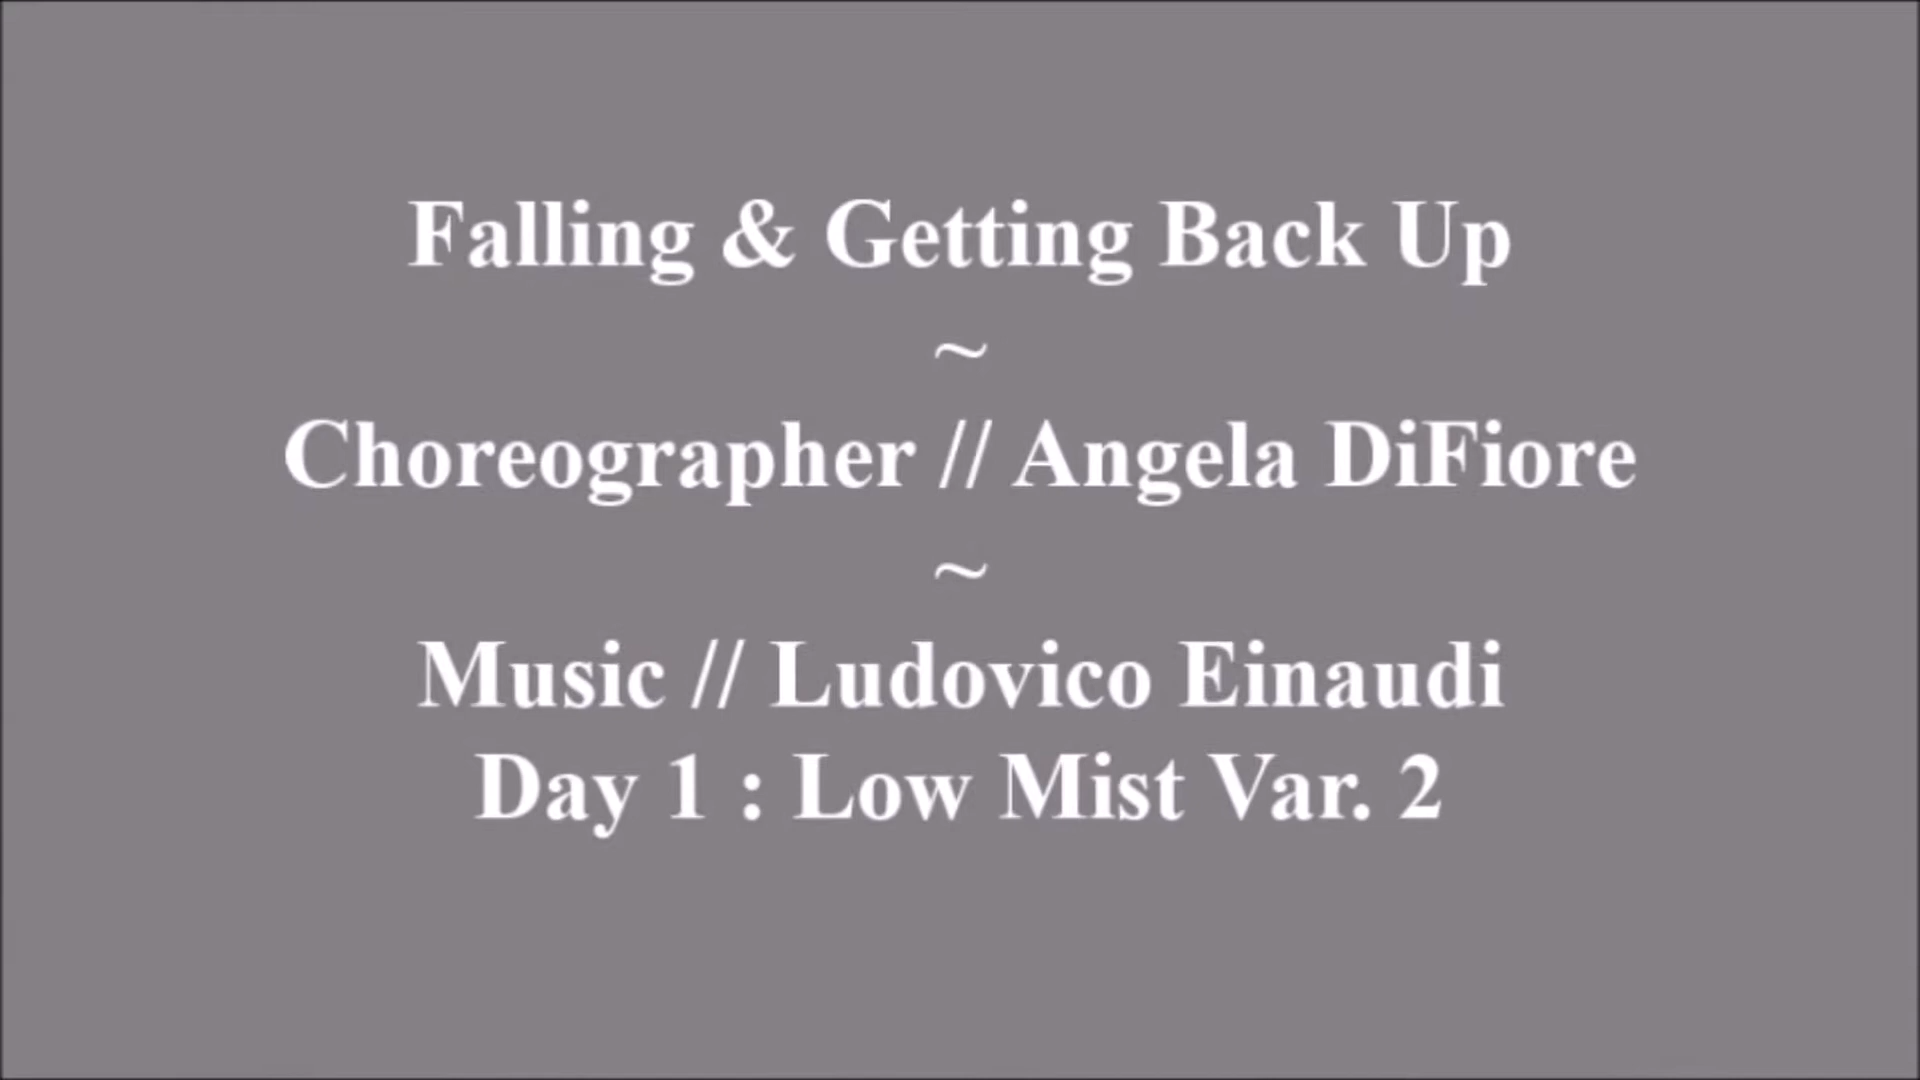 Falling & Getting Back Up
~
Choreographer // Angela DiFiore
~
Music // Ludovico Einaudi
Day 1 : Low Mist Var. 2